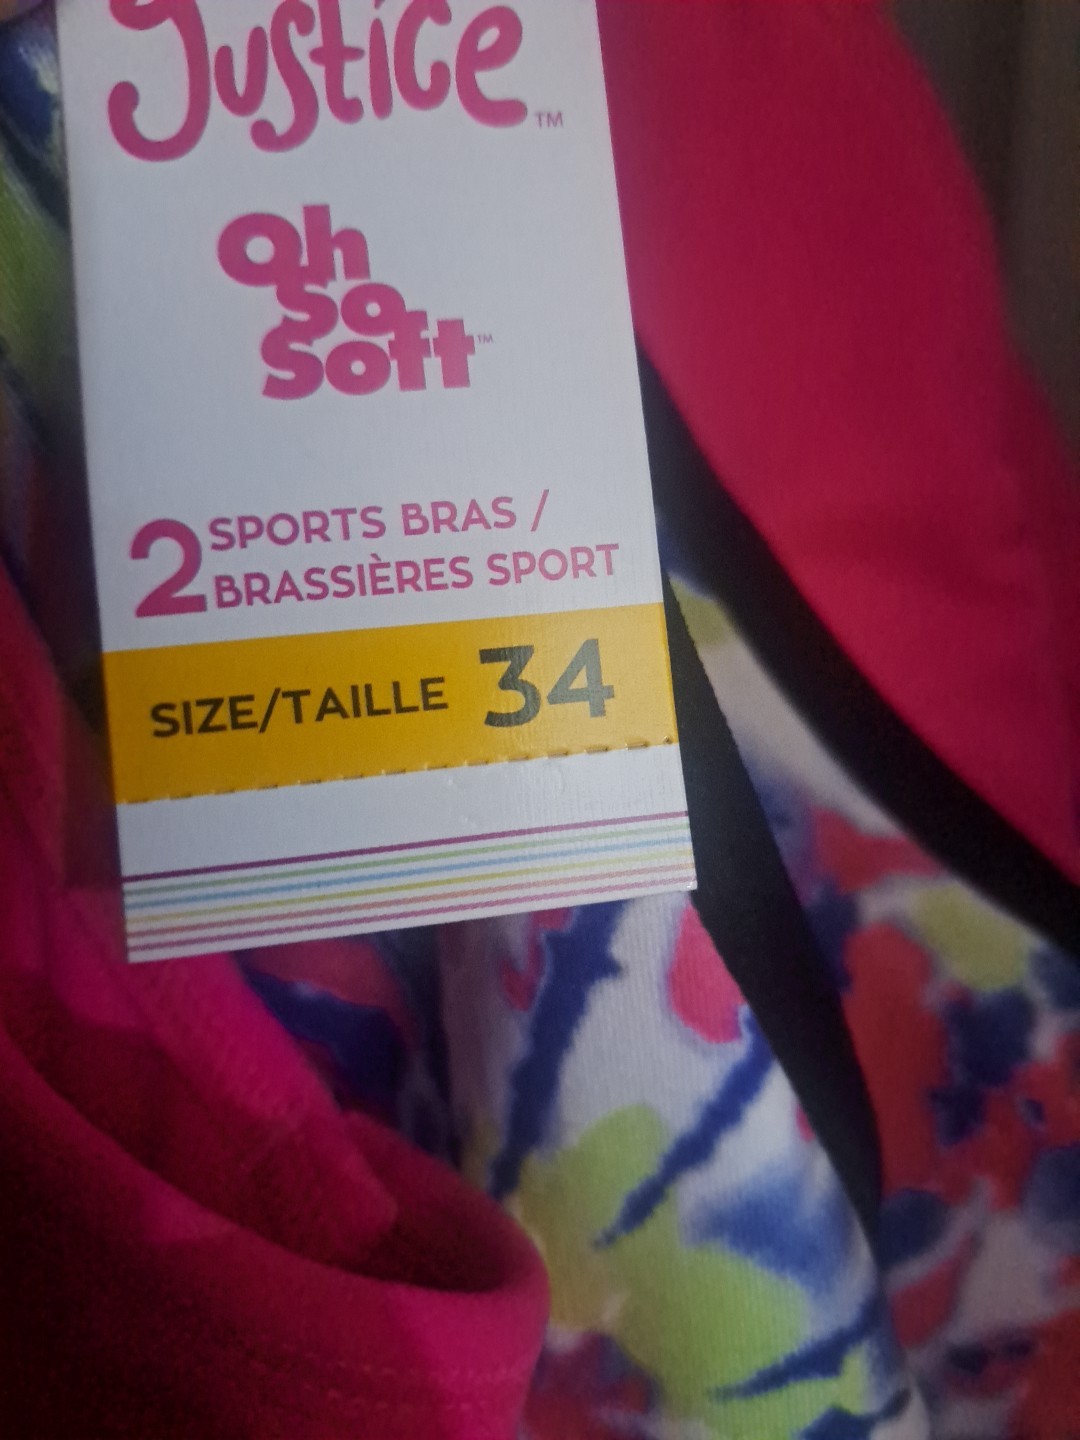 Justice™
Oh
So
Soft™
2 SPORTS BRAS /
BRASSIÈRES SPORT
SIZE/TAILLE 34